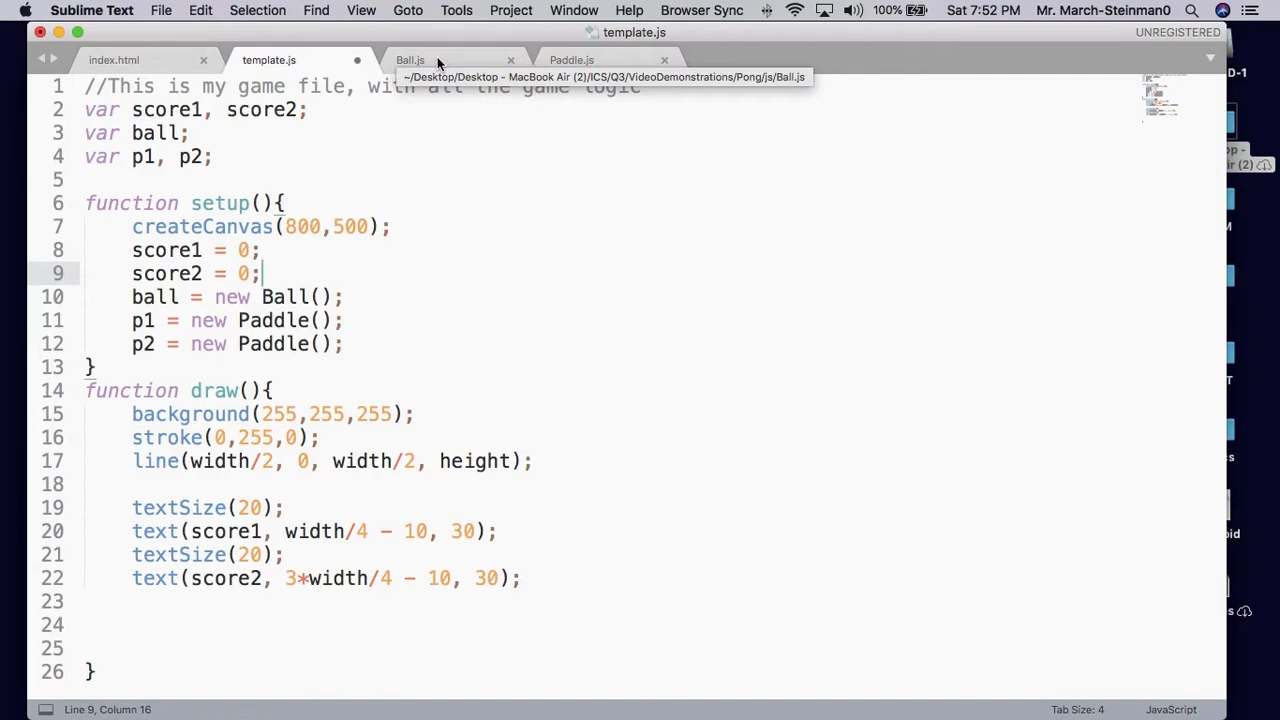 Sublime Text File Edit Selection Find View Goto Tools Project Window Help Browser Sync 100% Sat 7:52 PM Mr. March-Steinman0
template.js UNREGISTERED
index.html template.js Ball.js Paddle.js
~/Desktop/Desktop - MacBook Air (2)/ICS/Q3/VideoDemonstrations/Pong/js/Ball.js
1 //This is my game file, with all the game logic
2 var score1, score2;
3 var ball;
4 var p1, p2;
5
6 function setup(){
7 createCanvas(800,500);
8 score1 = 0;
9 score2 = 0;
10 ball = new Ball();
11 p1 = new Paddle();
12 p2 = new Paddle();
13 }
14 function draw(){
15 background(255,255,255);
16 stroke(0,255,0);
17 line(width/2, 0, width/2, height);
18
19 textSize(20);
20 text(score1, width/4 - 10, 30);
21 textSize(20);
22 text(score2, 3*width/4 - 10, 30);
23
24
25
26 }
Line 9, Column 16 Tab Size: 4 JavaScript